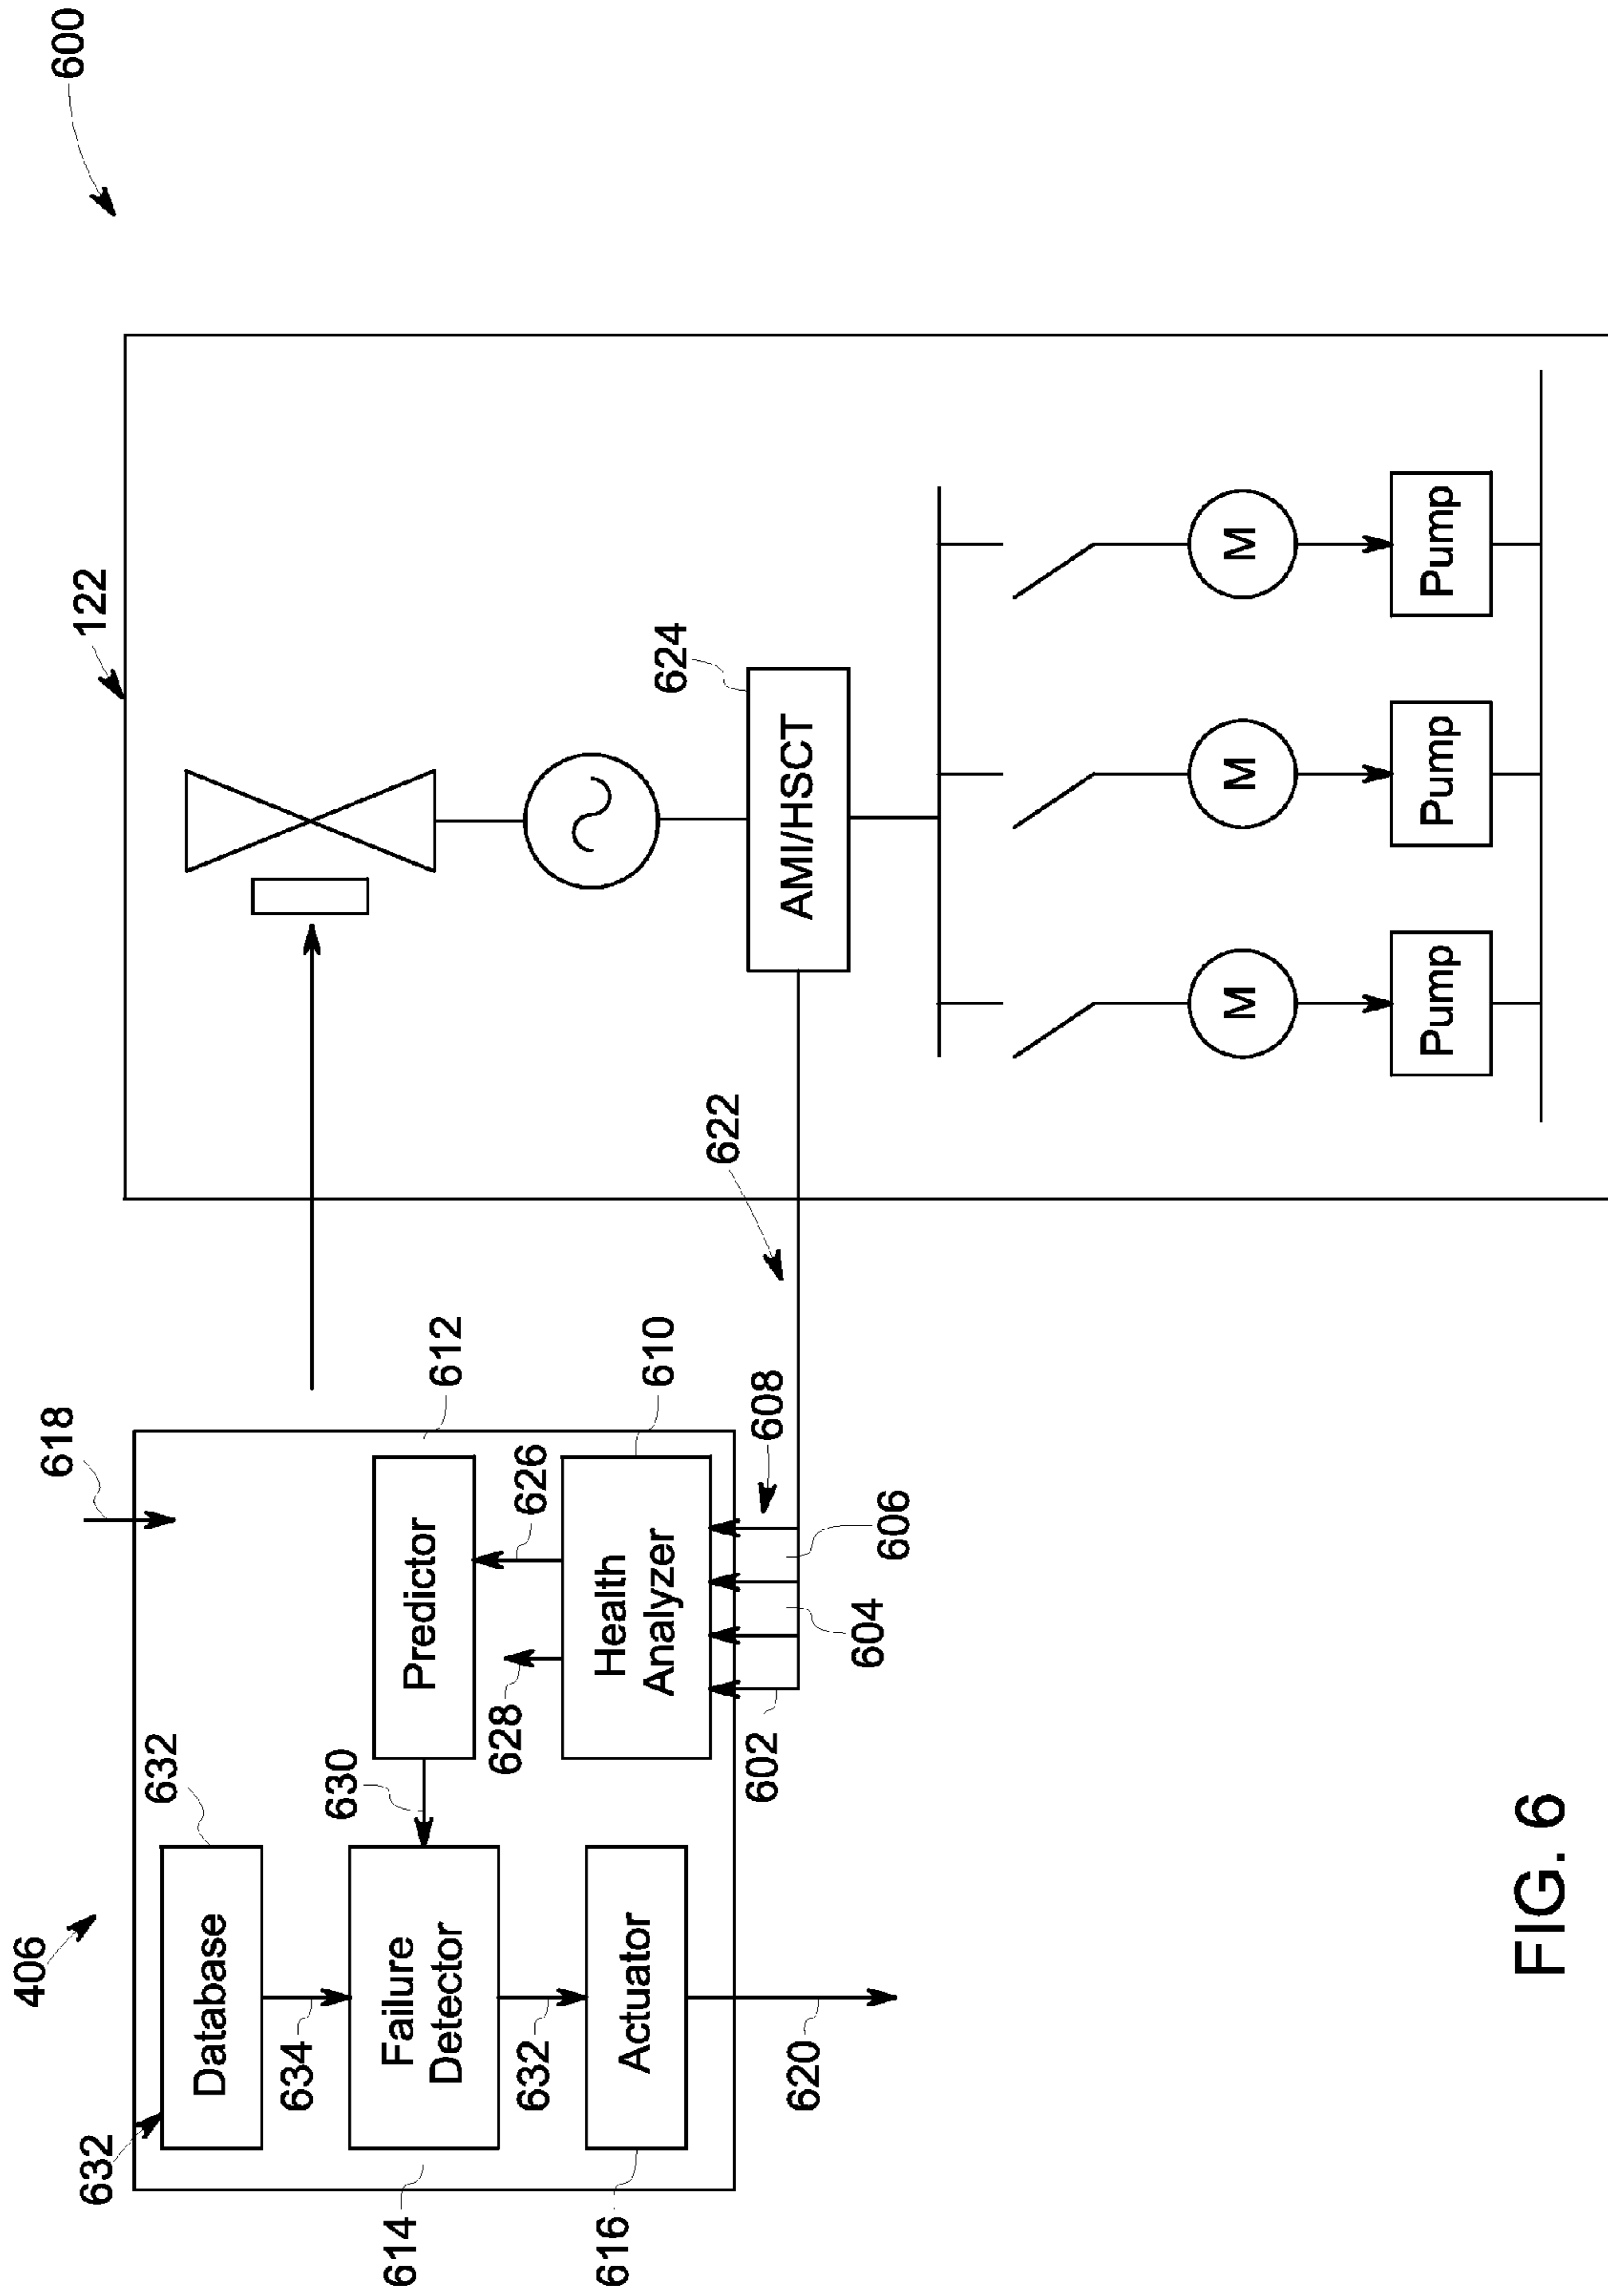 600
406
618
122
632
632
Database
634
Failure
Detector
614
632
Actuator
616
620
630
Predictor
612
626
628
Health
Analyzer
610
602
604
606
608
622
624
AMI/HSCT
M
M
M
Pump
Pump
Pump
FIG. 6